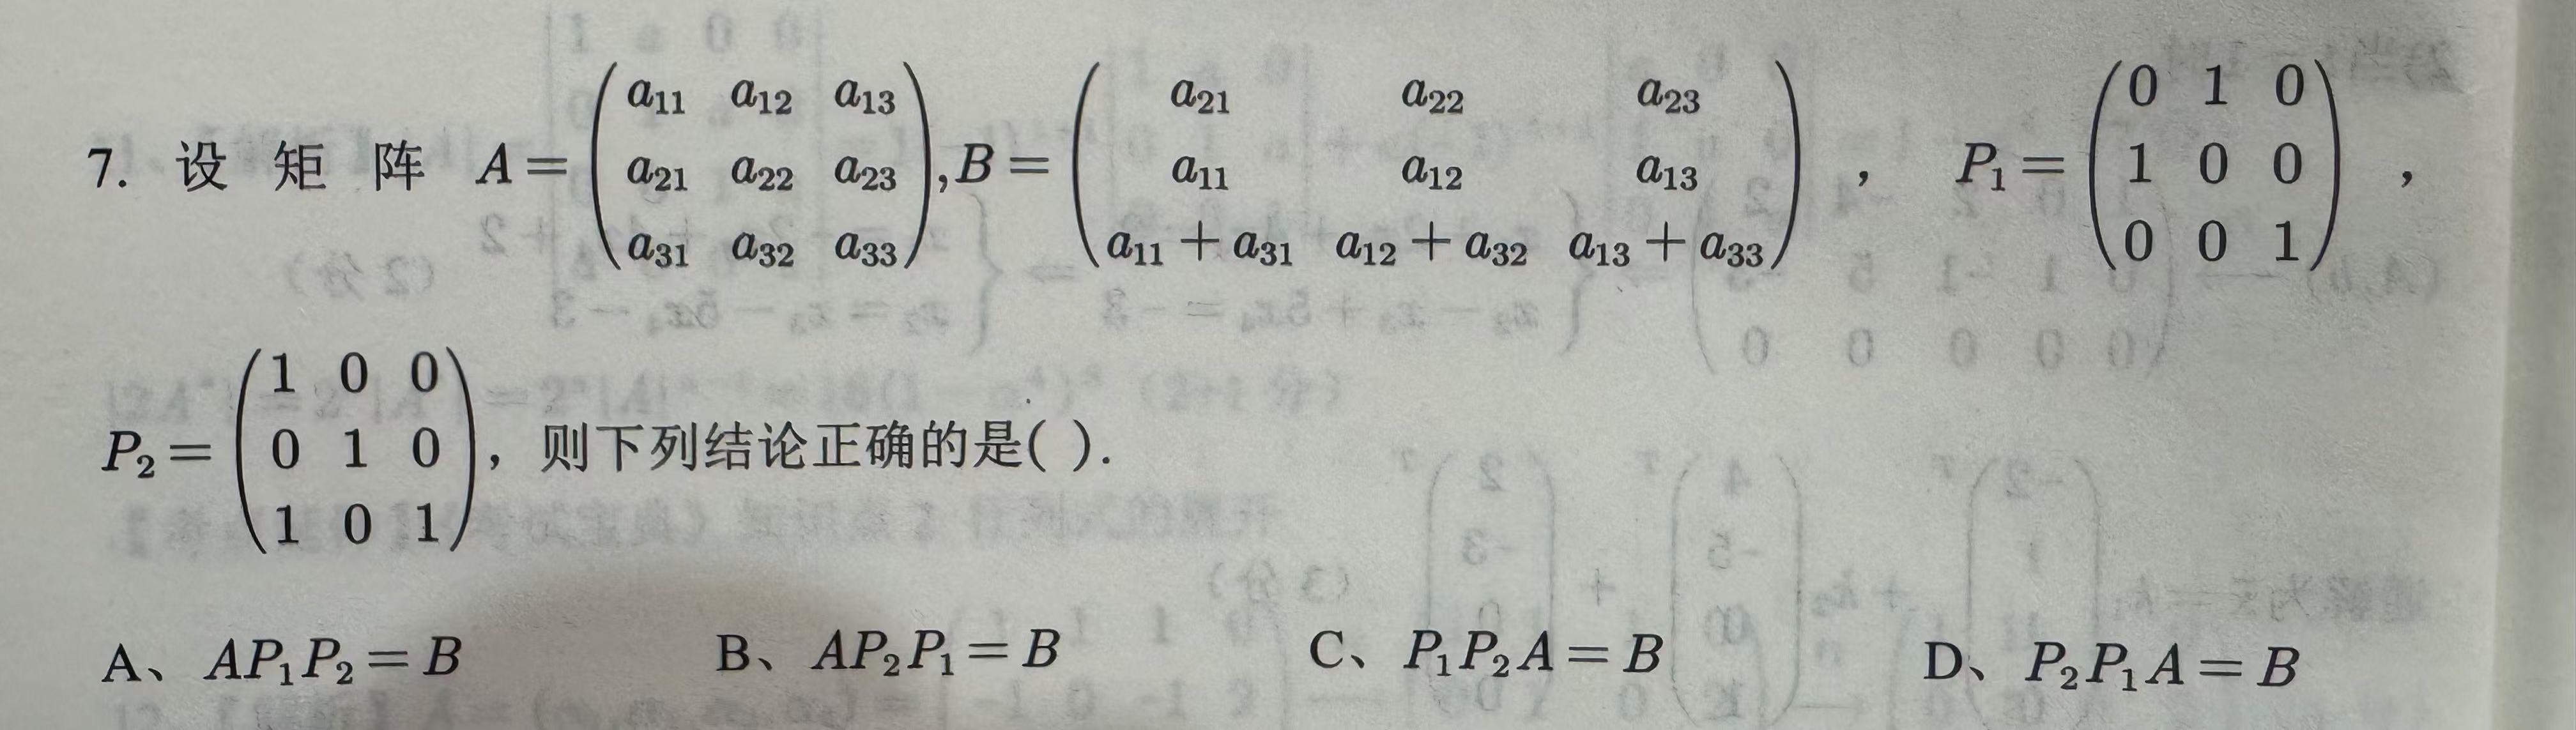 7. 设矩阵 A = \begin{pmatrix} a_{11} & a_{12} & a_{13} \\ a_{21} & a_{22} & a_{23} \\ a_{31} & a_{32} & a_{33} \end{pmatrix}, B = \begin{pmatrix} a_{21} & a_{22} & a_{23} \\ a_{11} & a_{12} & a_{13} \\ a_{11}+a_{31} & a_{12}+a_{32} & a_{13}+a_{33} \end{pmatrix}, P_1 = \begin{pmatrix} 0 & 1 & 0 \\ 1 & 0 & 0 \\ 0 & 0 & 1 \end{pmatrix},
P_2 = \begin{pmatrix} 1 & 0 & 0 \\ 0 & 1 & 0 \\ 1 & 0 & 1 \end{pmatrix}, 则下列结论正确的是( ).
A、AP_1P_2 = B B、AP_2P_1 = B C、P_1P_2A = B D、P_2P_1A = B